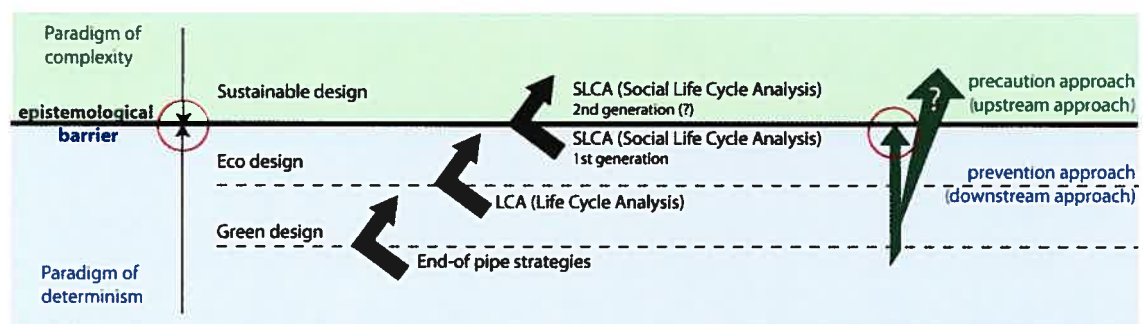 Paradigm of
complexity
epistemological
barrier
Paradigm of
determinism
Sustainable design
Eco design
Green design
SLCA (Social Life Cycle Analysis)
2nd generation (?)
SLCA (Social Life Cycle Analysis)
1st generation
LCA (Life Cycle Analysis)
End-of pipe strategies
?
precaution approach
(upstream approach)
prevention approach
(downstream approach)